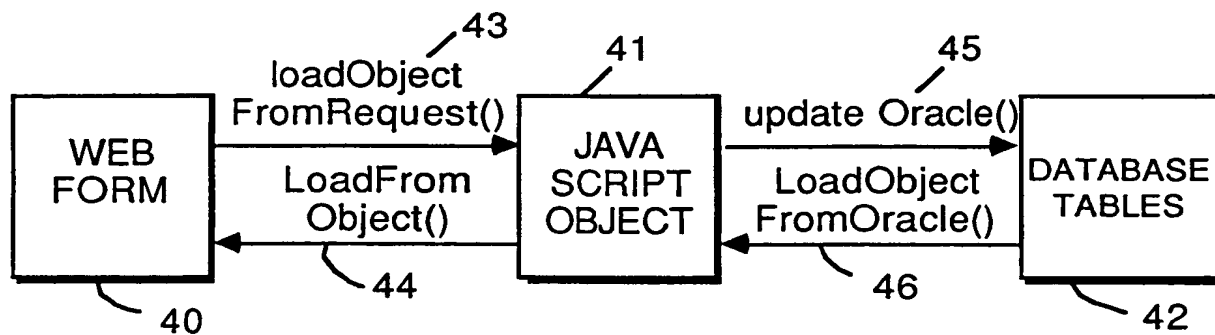 43
41
45
loadObject
FromRequest()
update Oracle()
WEB
FORM
JAVA
SCRIPT
OBJECT
DATABASE
TABLES
LoadFrom
Object()
LoadObject
FromOracle()
40
44
46
42